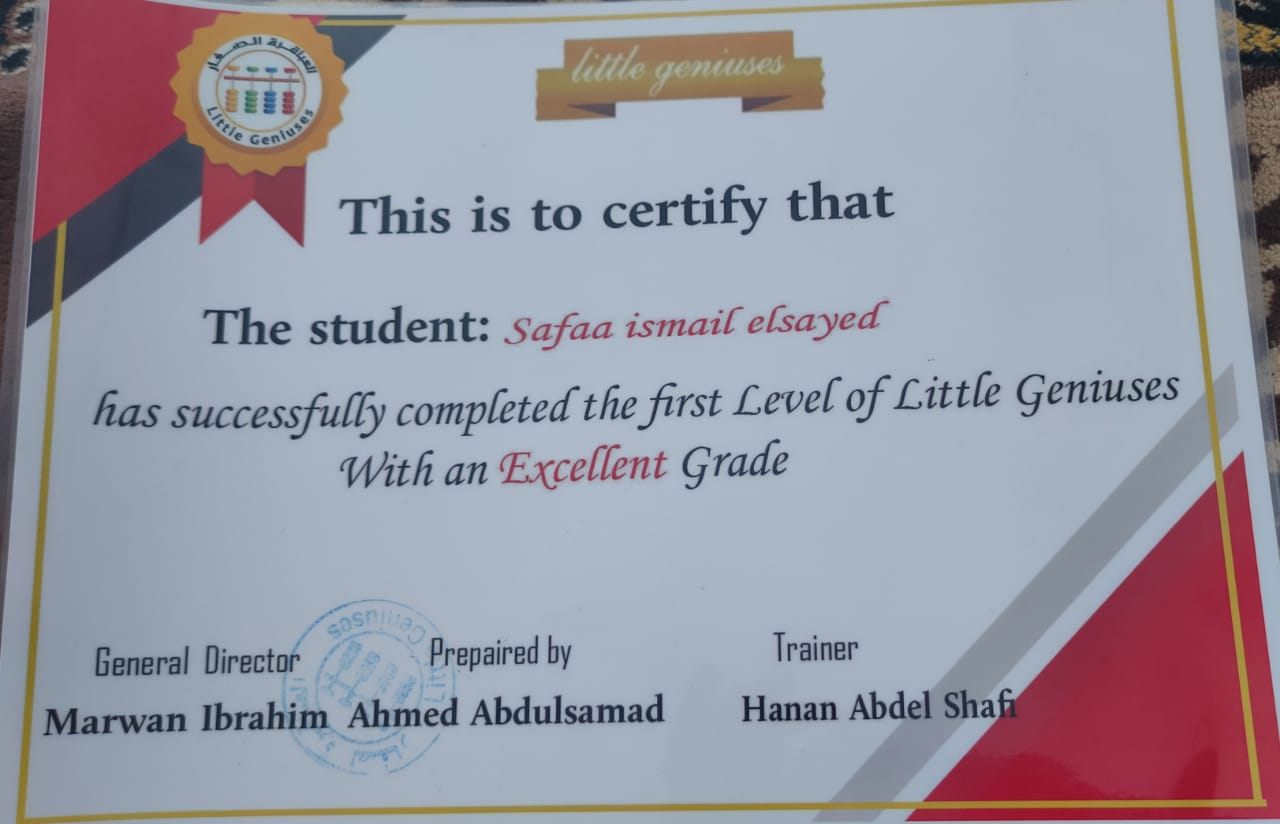 العباقرة الصغار
Little Geniuses
little geniuses
This is to certify that
The student: Safaa ismail elsayed
has successfully completed the first Level of Little Geniuses
With an Excellent Grade
General Director Prepaired by Trainer
Marwan Ibrahim Ahmed Abdulsamad Hanan Abdel Shafi
Geniuses